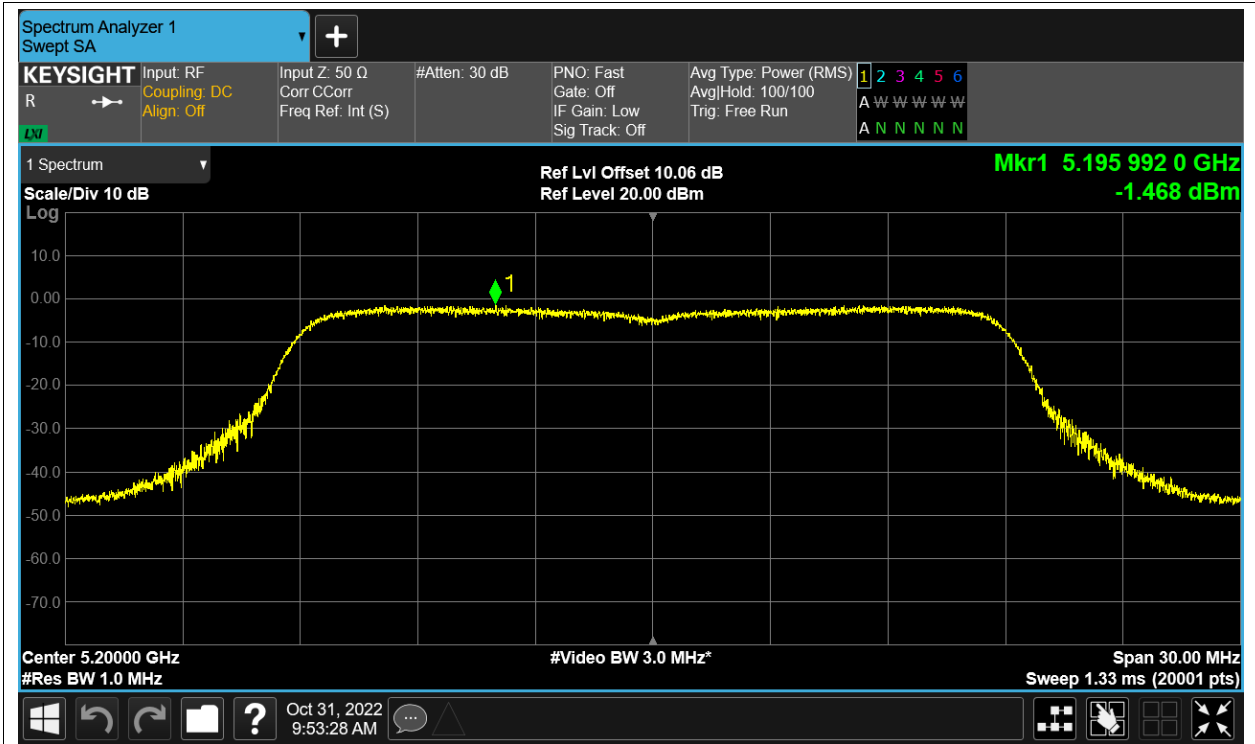 Spectrum Analyzer 1
Swept SA
KEYSIGHT
R
LXI
Input: RF
Coupling: DC
Align: Off
Input Z: 50 Ω
Corr CCorr
Freq Ref: Int (S)
#Atten: 30 dB
PNO: Fast
Gate: Off
IF Gain: Low
Sig Track: Off
Avg Type: Power (RMS)
Avg|Hold: 100/100
Trig: Free Run
1 2 3 4 5 6
A W W W W W
A N N N N N
1 Spectrum
Scale/Div 10 dB
Log
Ref Lvl Offset 10.06 dB
Ref Level 20.00 dBm
Mkr1 5.195 992 0 GHz
-1.468 dBm
1
10.0
0.00
-10.0
-20.0
-30.0
-40.0
-50.0
-60.0
-70.0
Center 5.20000 GHz
#Res BW 1.0 MHz
#Video BW 3.0 MHz*
Span 30.00 MHz
Sweep 1.33 ms (20001 pts)
?
Oct 31, 2022
9:53:28 AM